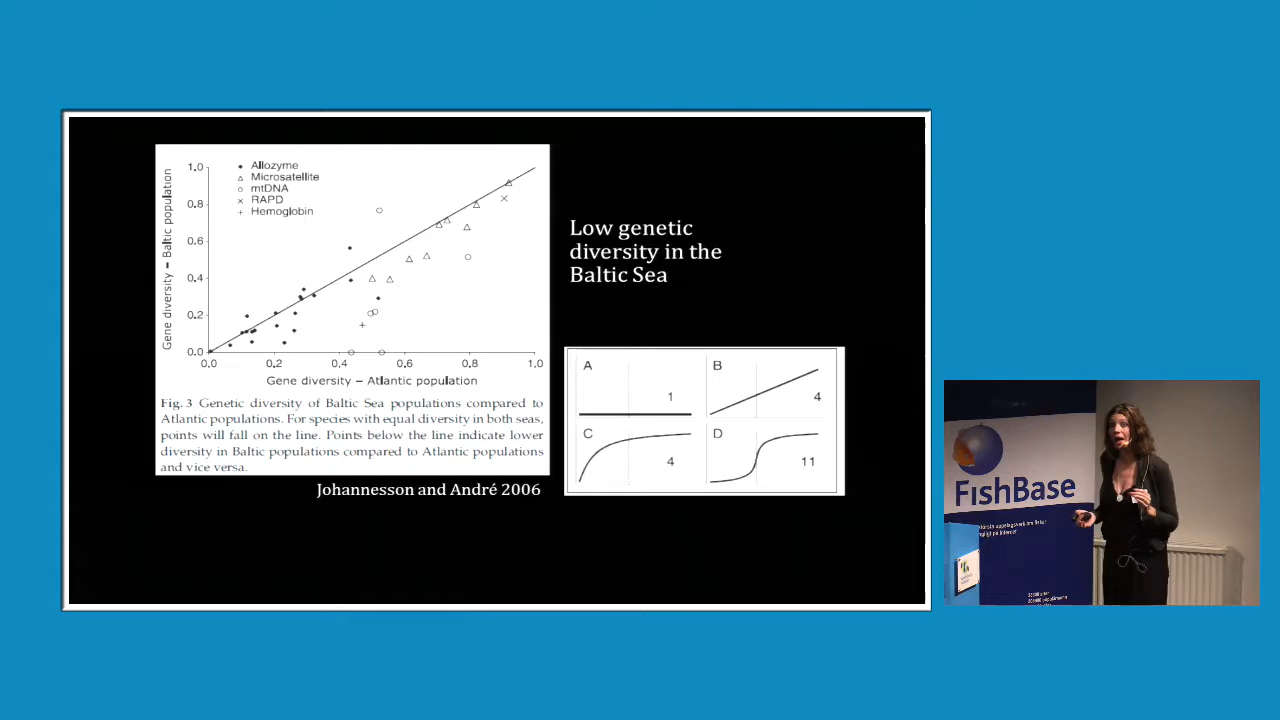 1.0
0.8
0.6
0.4
0.2
0.0
Gene diversity – Baltic population
Allozyme
Microsatellite
mtDNA
RAPD
Hemoglobin
0,0
0,2
0,4
0,6
0,8
1,0
Gene diversity – Atlantic population
Fig. 3 Genetic diversity of Baltic Sea populations compared to
Atlantic populations. For species with equal diversity in both seas,
points will fall on the line. Points below the line indicate lower
diversity in Baltic populations compared to Atlantic populations
and vice versa.
Johannesson and André 2006
Low genetic
diversity in the
Baltic Sea
A
1
B
4
C
4
D
11
FishBase
största uppslagsverk om fiskar
Internet